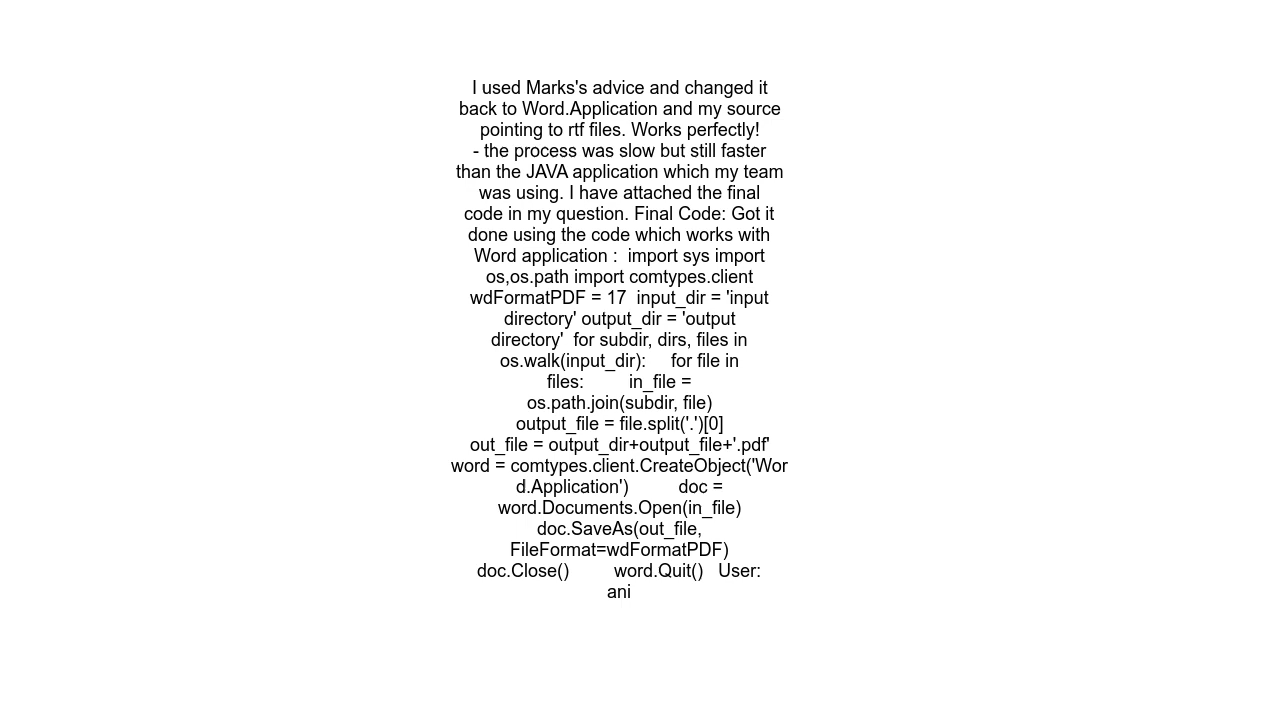 I used Marks's advice and changed it
back to Word.Application and my source
pointing to rtf files. Works perfectly!
- the process was slow but still faster
than the JAVA application which my team
was using. I have attached the final
code in my question. Final Code: Got it
done using the code which works with
Word application :  import sys import
os,os.path import comtypes.client
wdFormatPDF = 17  input_dir = 'input
directory' output_dir = 'output
directory'  for subdir, dirs, files in
os.walk(input_dir):     for file in
files:         in_file =
os.path.join(subdir, file)
output_file = file.split('.')[0]
out_file = output_dir+output_file+'.pdf'
word = comtypes.client.CreateObject('Wor
d.Application')          doc =
word.Documents.Open(in_file)
doc.SaveAs(out_file,
FileFormat=wdFormatPDF)
doc.Close()         word.Quit()   User:
ani